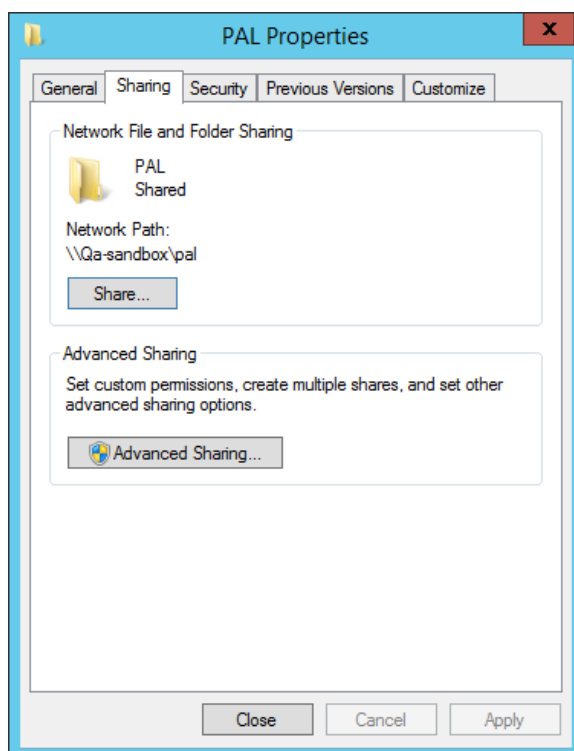 PAL Properties
x
General Sharing Security Previous Versions Customize
Network File and Folder Sharing
PAL
Shared
Network Path:
\\Qa-sandbox\pal
Share...
Advanced Sharing
Set custom permissions, create multiple shares, and set other
advanced sharing options.
Advanced Sharing...
Close Cancel Apply